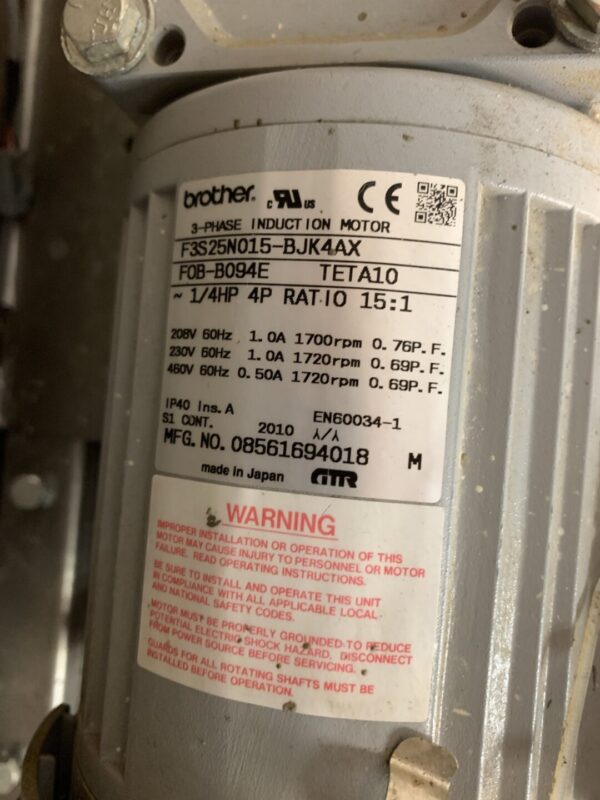 brother.
c UR us
CE
3-PHASE INDUCTION MOTOR
F3S25N015-BJK4AX
FOB-B094E TETA10
~ 1/4HP 4P RATIO 15:1
208V 60Hz 1.0A 1700rpm 0.76P.F.
230V 60Hz 1.0A 1720rpm 0.69P.F.
460V 60Hz 0.50A 1720rpm 0.69P.F.
IP40 Ins.A EN60034-1
S1 CONT. 2010 ⅄/⅄
MFG.NO.08561694018 M
made in Japan GTR
WARNING
IMPROPER INSTALLATION OR OPERATION OF THIS
MOTOR MAY CAUSE INJURY TO PERSONNEL OR MOTOR
FAILURE. READ OPERATING INSTRUCTIONS.
BE SURE TO INSTALL AND OPERATE THIS UNIT
IN COMPLIANCE WITH ALL APPLICABLE LOCAL
AND NATIONAL SAFETY CODES.
MOTOR MUST BE PROPERLY GROUNDED TO REDUCE
POTENTIAL ELECTRIC SHOCK HAZARD. DISCONNECT
FROM POWER SOURCE BEFORE SERVICING.
GUARDS FOR ALL ROTATING SHAFTS MUST BE
INSTALLED BEFORE OPERATION.